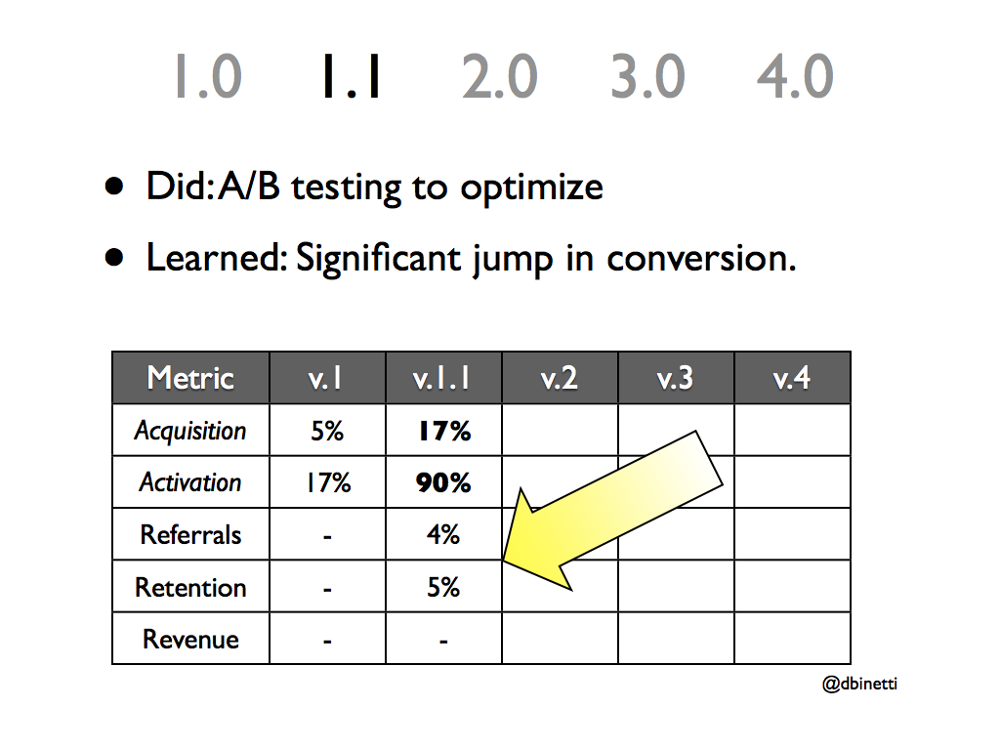 1.0 1.1 2.0 3.0 4.0
• Did: A/B testing to optimize
• Learned: Significant jump in conversion.
Metric v.1 v.1.1 v.2 v.3 v.4
Acquisition 5% 17%
Activation 17% 90%
Referrals - 4%
Retention - 5%
Revenue - -
@dbinetti